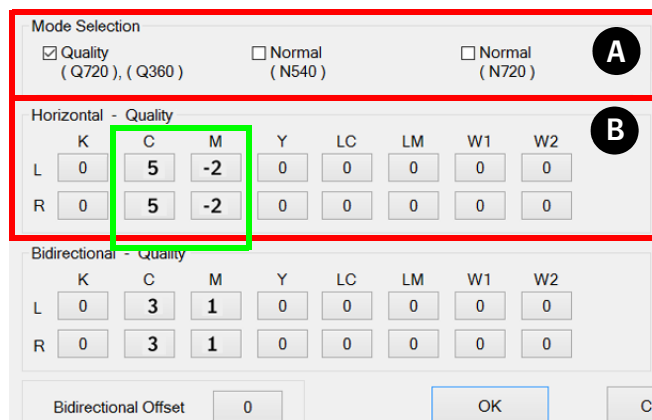 Mode Selection
Quality Normal Normal A
( Q720 ), ( Q360 ) ( N540 ) ( N720 )
Horizontal - Quality B
K C M Y LC LM W1 W2
L 0 5 -2 0 0 0 0 0
R 0 5 -2 0 0 0 0 0
Bidirectional - Quality
K C M Y LC LM W1 W2
L 0 3 1 0 0 0 0 0
R 0 3 1 0 0 0 0 0
Bidirectional Offset 0 OK C